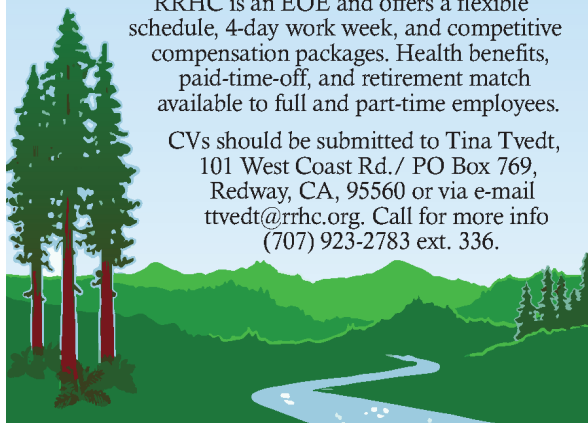 RRHC is an EOE and offers a flexible
schedule, 4-day work week, and competitive
compensation packages. Health benefits,
paid-time-off, and retirement match
available to full and part-time employees.
CVs should be submitted to Tina Tvedt,
101 West Coast Rd./ PO Box 769,
Redway, CA, 95560 or via e-mail
ttvedt@rrhc.org. Call for more info
(707) 923-2783 ext. 336.